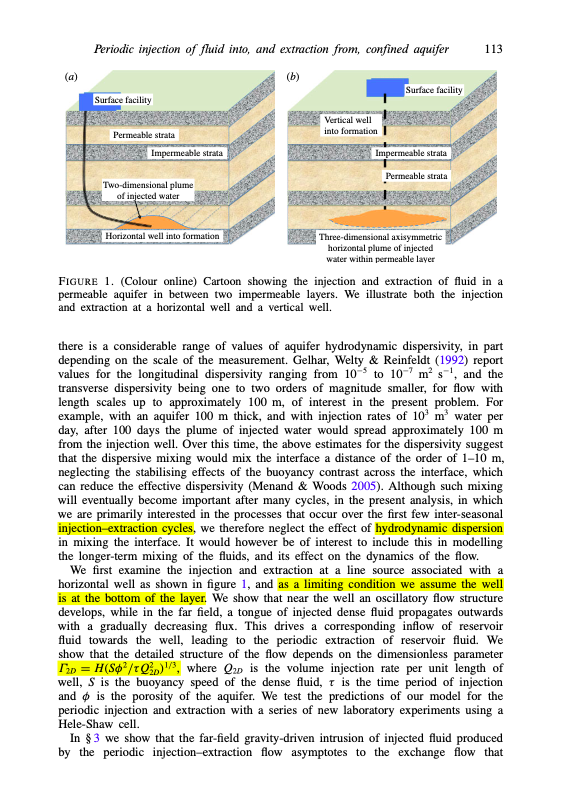 Periodic injection of fluid into, and extraction from, confined aquifer 113
(a)
Surface facility
Permeable strata
Impermeable strata
Two-dimensional plume
of injected water
Horizontal well into formation
(b)
Surface facility
Vertical well
into formation
Impermeable strata
Permeable strata
Three-dimensional axisymmetric
horizontal plume of injected
water within permeable layer
FIGURE 1. (Colour online) Cartoon showing the injection and extraction of fluid in a
permeable aquifer in between two impermeable layers. We illustrate both the injection
and extraction at a horizontal well and a vertical well.
there is a considerable range of values of aquifer hydrodynamic dispersivity, in part
depending on the scale of the measurement. Gelhar, Welty & Reinfeldt (1992) report
values for the longitudinal dispersivity ranging from 10⁻⁵ to 10⁻⁷ m² s⁻¹, and the
transverse dispersivity being one to two orders of magnitude smaller, for flow with
length scales up to approximately 100 m, of interest in the present problem. For
example, with an aquifer 100 m thick, and with injection rates of 10³ m³ water per
day, after 100 days the plume of injected water would spread approximately 100 m
from the injection well. Over this time, the above estimates for the dispersivity suggest
that the dispersive mixing would mix the interface a distance of the order of 1–10 m,
neglecting the stabilising effects of the buoyancy contrast across the interface, which
can reduce the effective dispersivity (Menand & Woods 2005). Although such mixing
will eventually become important after many cycles, in the present analysis, in which
we are primarily interested in the processes that occur over the first few inter-seasonal
injection–extraction cycles, we therefore neglect the effect of hydrodynamic dispersion
in mixing the interface. It would however be of interest to include this in modelling
the longer-term mixing of the fluids, and its effect on the dynamics of the flow.
We first examine the injection and extraction at a line source associated with a
horizontal well as shown in figure 1, and as a limiting condition we assume the well
is at the bottom of the layer. We show that near the well an oscillatory flow structure
develops, while in the far field, a tongue of injected dense fluid propagates outwards
with a gradually decreasing flux. This drives a corresponding inflow of reservoir
fluid towards the well, leading to the periodic extraction of reservoir fluid. We
show that the detailed structure of the flow depends on the dimensionless parameter
Γ₂D = H(Sϕ²/τQ²₂D)¹/³, where Q₂D is the volume injection rate per unit length of
well, S is the buoyancy speed of the dense fluid, τ is the time period of injection
and ϕ is the porosity of the aquifer. We test the predictions of our model for the
periodic injection and extraction with a series of new laboratory experiments using a
Hele-Shaw cell.
In § 3 we show that the far-field gravity-driven intrusion of injected fluid produced
by the periodic injection–extraction flow asymptotes to the exchange flow that